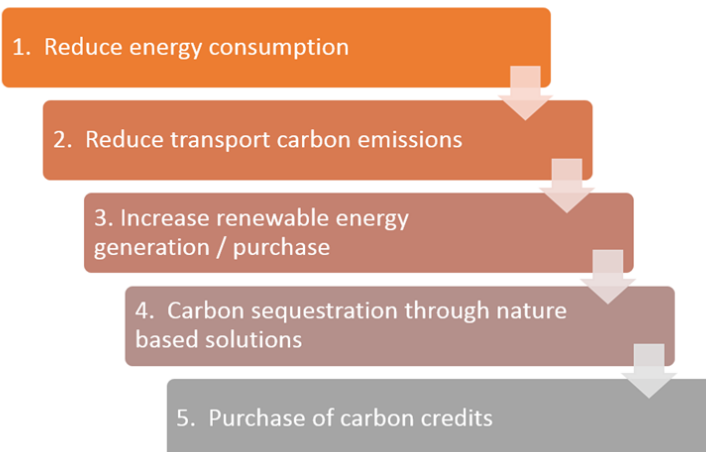 1. Reduce energy consumption
2. Reduce transport carbon emissions
3. Increase renewable energy
generation / purchase
4. Carbon sequestration through nature
based solutions
5. Purchase of carbon credits